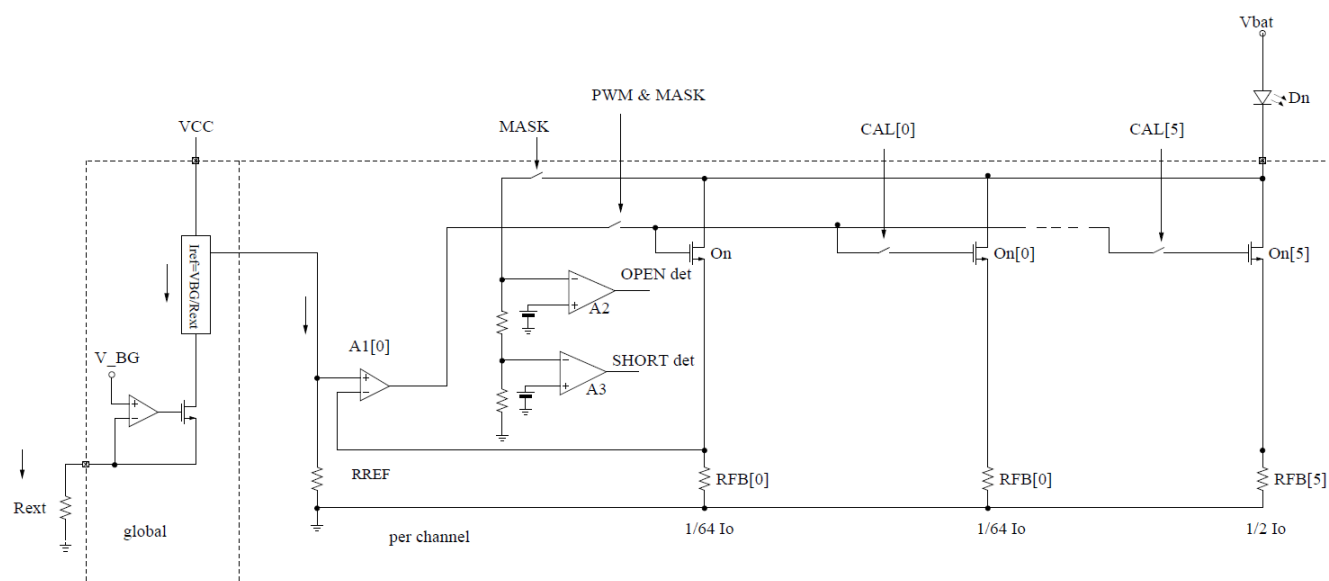 Vbat
Dn
PWM & MASK
VCC
MASK
CAL[0]
CAL[5]
On
On[0]
On[5]
Iref=VBG/Rext
OPEN det
A2
V_BG
A1[0]
SHORT det
A3
RREF
RFB[0]
RFB[0]
RFB[5]
Rext
global
per channel
1/64 Io
1/64 Io
1/2 Io